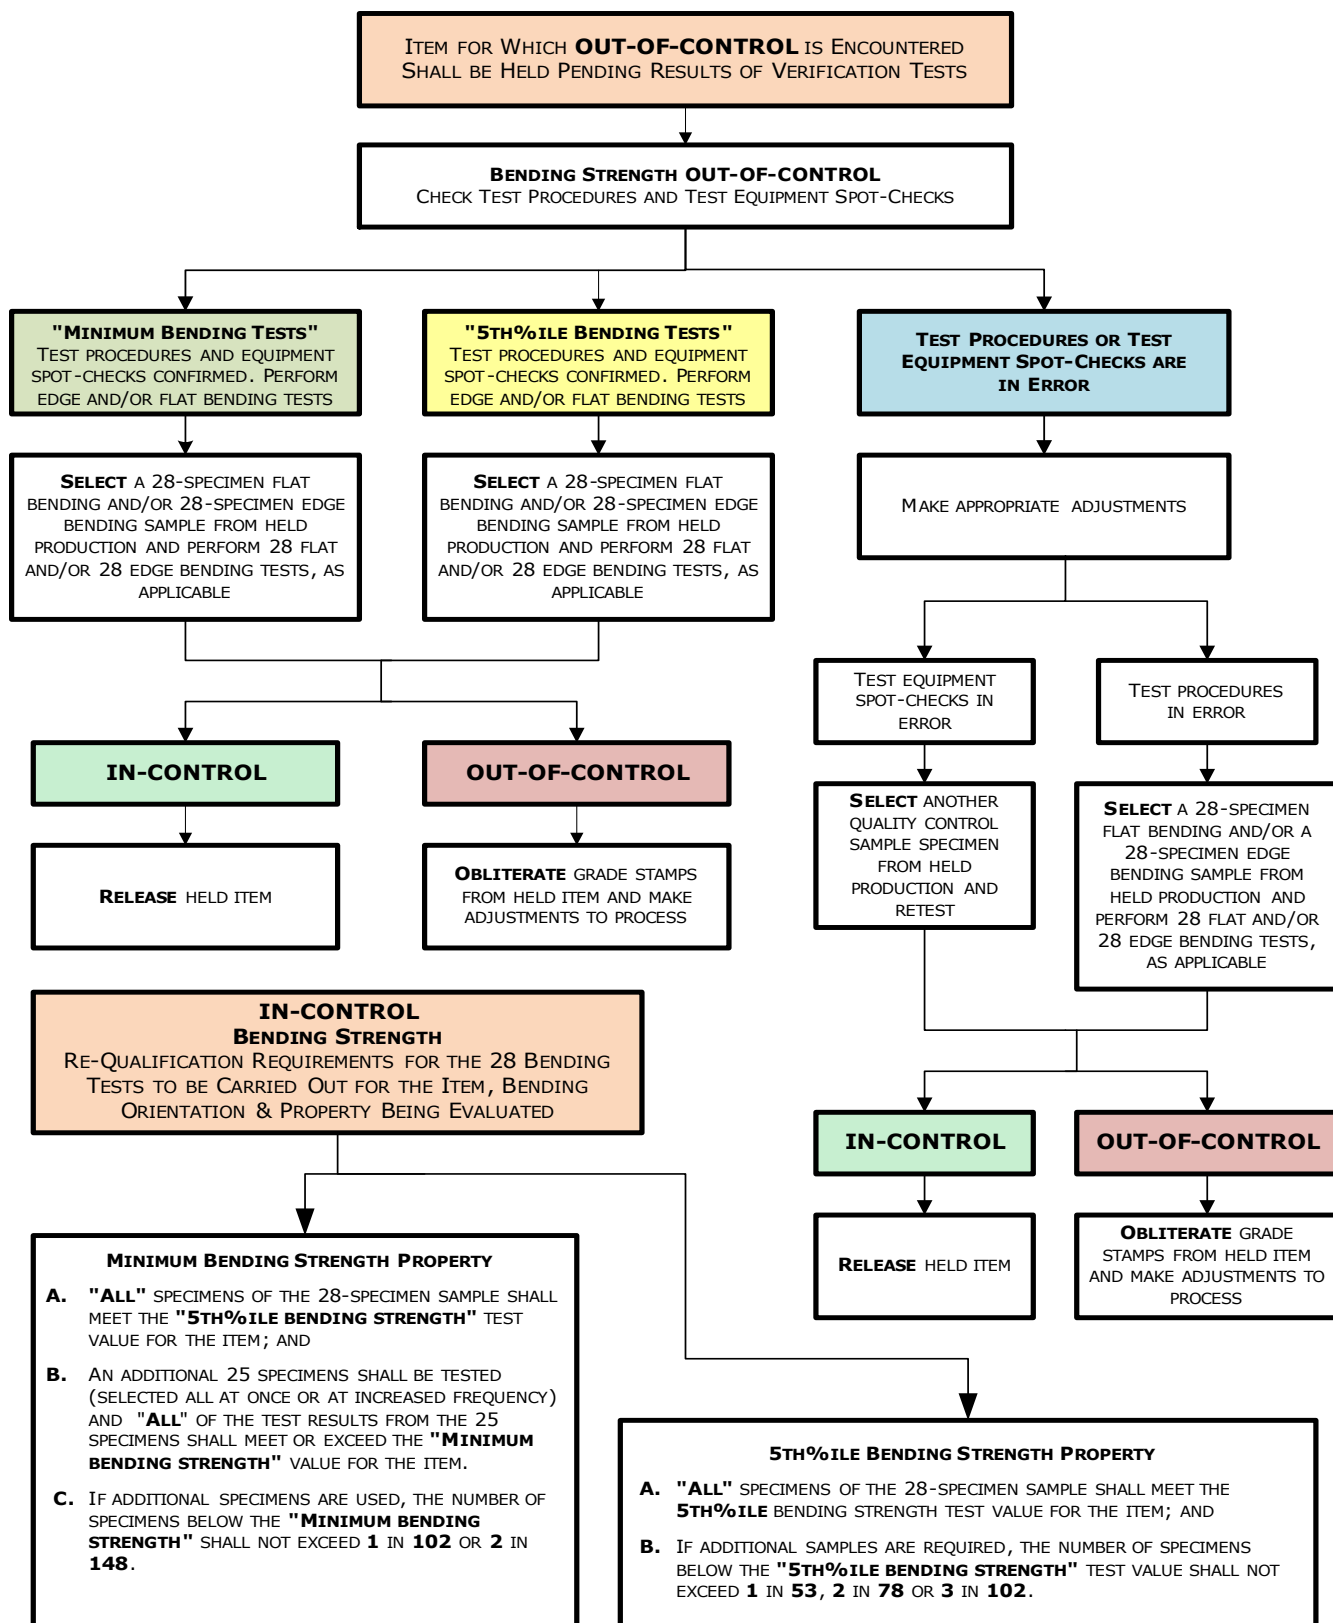 ITEM FOR WHICH OUT-OF-CONTROL IS ENCOUNTERED
SHALL BE HELD PENDING RESULTS OF VERIFICATION TESTS
BENDING STRENGTH OUT-OF-CONTROL
CHECK TEST PROCEDURES AND TEST EQUIPMENT SPOT-CHECKS
"MINIMUM BENDING TESTS"
TEST PROCEDURES AND EQUIPMENT
SPOT-CHECKS CONFIRMED. PERFORM
EDGE AND/OR FLAT BENDING TESTS
"5TH%ILE BENDING TESTS"
TEST PROCEDURES AND EQUIPMENT
SPOT-CHECKS CONFIRMED. PERFORM
EDGE AND/OR FLAT BENDING TESTS
TEST PROCEDURES OR TEST
EQUIPMENT SPOT-CHECKS ARE
IN ERROR
SELECT A 28-SPECIMEN FLAT
BENDING AND/OR 28-SPECIMEN EDGE
BENDING SAMPLE FROM HELD
PRODUCTION AND PERFORM 28 FLAT
AND/OR 28 EDGE BENDING TESTS, AS
APPLICABLE
SELECT A 28-SPECIMEN FLAT
BENDING AND/OR 28-SPECIMEN EDGE
BENDING SAMPLE FROM HELD
PRODUCTION AND PERFORM 28 FLAT
AND/OR 28 EDGE BENDING TESTS, AS
APPLICABLE
MAKE APPROPRIATE ADJUSTMENTS
TEST EQUIPMENT
SPOT-CHECKS IN
ERROR
TEST PROCEDURES
IN ERROR
IN-CONTROL
OUT-OF-CONTROL
SELECT ANOTHER
QUALITY CONTROL
SAMPLE SPECIMEN
FROM HELD
PRODUCTION AND
RETEST
SELECT A 28-SPECIMEN
FLAT BENDING AND/OR A
28-SPECIMEN EDGE
BENDING SAMPLE FROM
HELD PRODUCTION AND
PERFORM 28 FLAT AND/OR
28 EDGE BENDING TESTS,
AS APPLICABLE
RELEASE HELD ITEM
OBLITERATE GRADE STAMPS
FROM HELD ITEM AND MAKE
ADJUSTMENTS TO PROCESS
IN-CONTROL
BENDING STRENGTH
RE-QUALIFICATION REQUIREMENTS FOR THE 28 BENDING
TESTS TO BE CARRIED OUT FOR THE ITEM, BENDING
ORIENTATION & PROPERTY BEING EVALUATED
IN-CONTROL
OUT-OF-CONTROL
RELEASE HELD ITEM
OBLITERATE GRADE
STAMPS FROM HELD ITEM
AND MAKE ADJUSTMENTS TO
PROCESS
MINIMUM BENDING STRENGTH PROPERTY
A. "ALL" SPECIMENS OF THE 28-SPECIMEN SAMPLE SHALL
MEET THE "5TH%ILE BENDING STRENGTH" TEST
VALUE FOR THE ITEM; AND
B. AN ADDITIONAL 25 SPECIMENS SHALL BE TESTED
(SELECTED ALL AT ONCE OR AT INCREASED FREQUENCY)
AND "ALL" OF THE TEST RESULTS FROM THE 25
SPECIMENS SHALL MEET OR EXCEED THE "MINIMUM
BENDING STRENGTH" VALUE FOR THE ITEM.
C. IF ADDITIONAL SPECIMENS ARE USED, THE NUMBER OF
SPECIMENS BELOW THE "MINIMUM BENDING
STRENGTH" SHALL NOT EXCEED 1 IN 102 OR 2 IN
148.
5TH%ILE BENDING STRENGTH PROPERTY
A. "ALL" SPECIMENS OF THE 28-SPECIMEN SAMPLE SHALL MEET THE
5TH%ILE BENDING STRENGTH TEST VALUE FOR THE ITEM; AND
B. IF ADDITIONAL SAMPLES ARE REQUIRED, THE NUMBER OF SPECIMENS
BELOW THE "5TH%ILE BENDING STRENGTH" TEST VALUE SHALL NOT
EXCEED 1 IN 53, 2 IN 78 OR 3 IN 102.